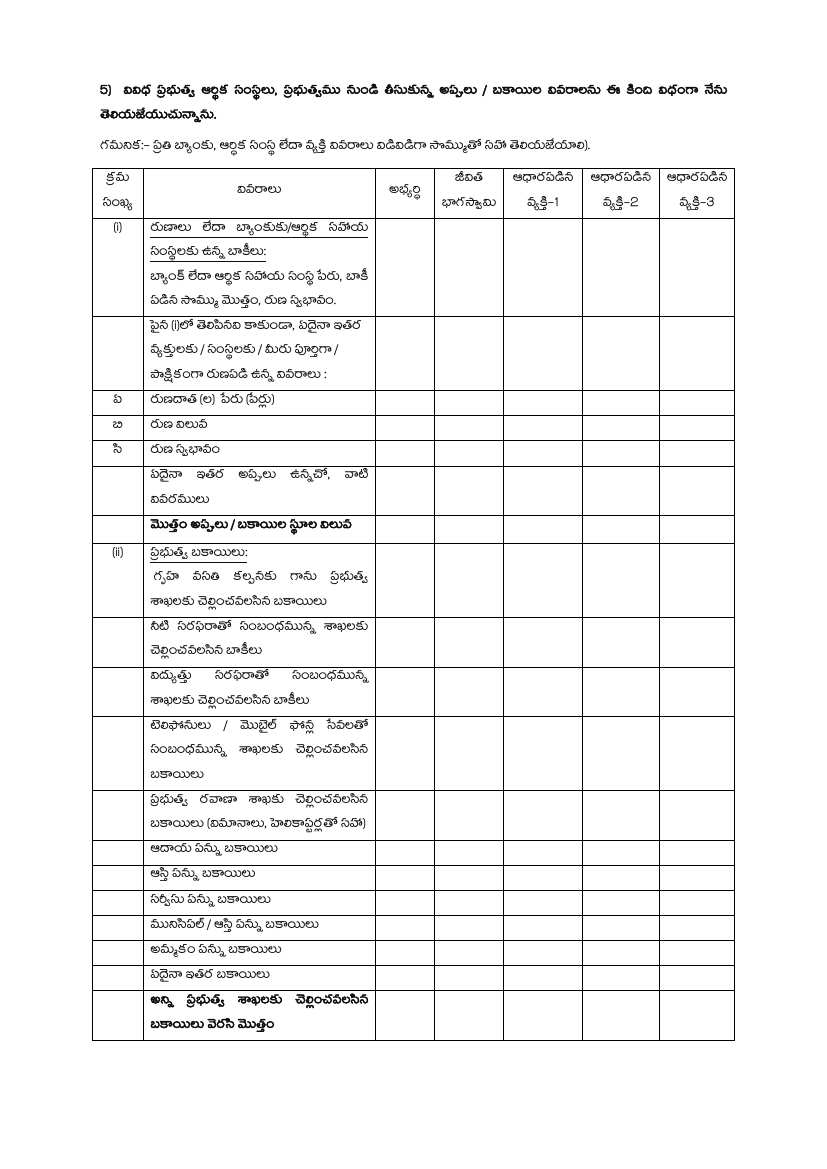 5) వివిధ ప్రభుత్వ ఆర్థిక సంస్థలు, ప్రభుత్వము నుండి తీసుకున్న అప్పలు / బకాయిల వివరాలను ఈ కింది విధంగా నేను
తెలియజేయుచున్నాను.
గమనిక:– ప్రతి బ్యాంకు, ఆర్థిక సంస్థ లేదా వ్యక్తి వివరాలు విడివిడిగా సొమ్ముతో సహా తెలియజేయాలి).
క్రమ సంఖ్య వివరాలు అభ్యర్థి జీవిత భాగస్వామి ఆధారపడిన వ్యక్తి–1 ఆధారపడిన వ్యక్తి–2 ఆధారపడిన వ్యక్తి–3
(i) రుణాలు లేదా బ్యాంకుకు/ఆర్థిక సహాయ
సంస్థలకు ఉన్న బాకీలు:
బ్యాంక్ లేదా ఆర్థిక సహాయ సంస్థ పేరు, బాకీ
పడిన సొమ్ము మొత్తం, రుణ స్వభావం.
పైన (i)లో తెలిపినవి కాకుండా, ఏదైనా ఇతర
వ్యక్తులకు / సంస్థలకు / మీరు పూర్తిగా /
పాక్షికంగా రుణపడి ఉన్న వివరాలు :
ఏ రుణదాత (ల) పేరు (పేర్లు)
బి రుణ విలువ
సి రుణ స్వభావం
ఏదైనా ఇతర అప్పలు ఉన్నచో, వాటి
వివరములు
మొత్తం అప్పలు / బకాయిల స్థూల విలువ
(ii) ప్రభుత్వ బకాయిలు:
గృహ వసతి కల్పనకు గాను ప్రభుత్వ
శాఖలకు చెల్లించవలసిన బకాయిలు
నీటి సరఫరాతో సంబంధమున్న శాఖలకు
చెల్లించవలసిన బాకీలు
విద్యుత్తు సరఫరాతో సంబంధమున్న
శాఖలకు చెల్లించవలసిన బాకీలు
టెలిఫోనులు / మొబైల్ ఫోన్ల సేవలతో
సంబంధమున్న శాఖలకు చెల్లించవలసిన
బకాయిలు
ప్రభుత్వ రవాణా శాఖకు చెల్లించవలసిన
బకాయిలు (విమానాలు, హెలికాప్టర్లతో సహా)
ఆదాయ పన్ను బకాయిలు
ఆస్తి పన్ను బకాయిలు
సర్వీసు పన్ను బకాయిలు
మునిసిపల్ / ఆస్తి పన్ను బకాయిలు
అమ్మకం పన్ను బకాయిలు
ఏదైనా ఇతర బకాయిలు
అన్ని ప్రభుత్వ శాఖలకు చెల్లించవలసిన
బకాయిలు వెరసి మొత్తం